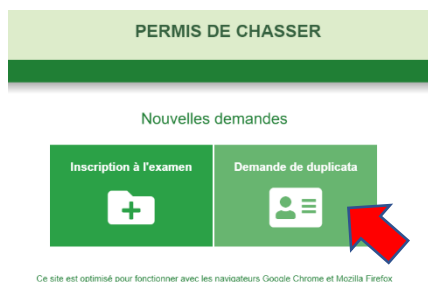 PERMIS DE CHASSER
Nouvelles demandes
Inscription à l'examen
Demande de duplicata
Ce site est optimisé pour fonctionner avec les navigateurs Google Chrome et Mozilla Firefox